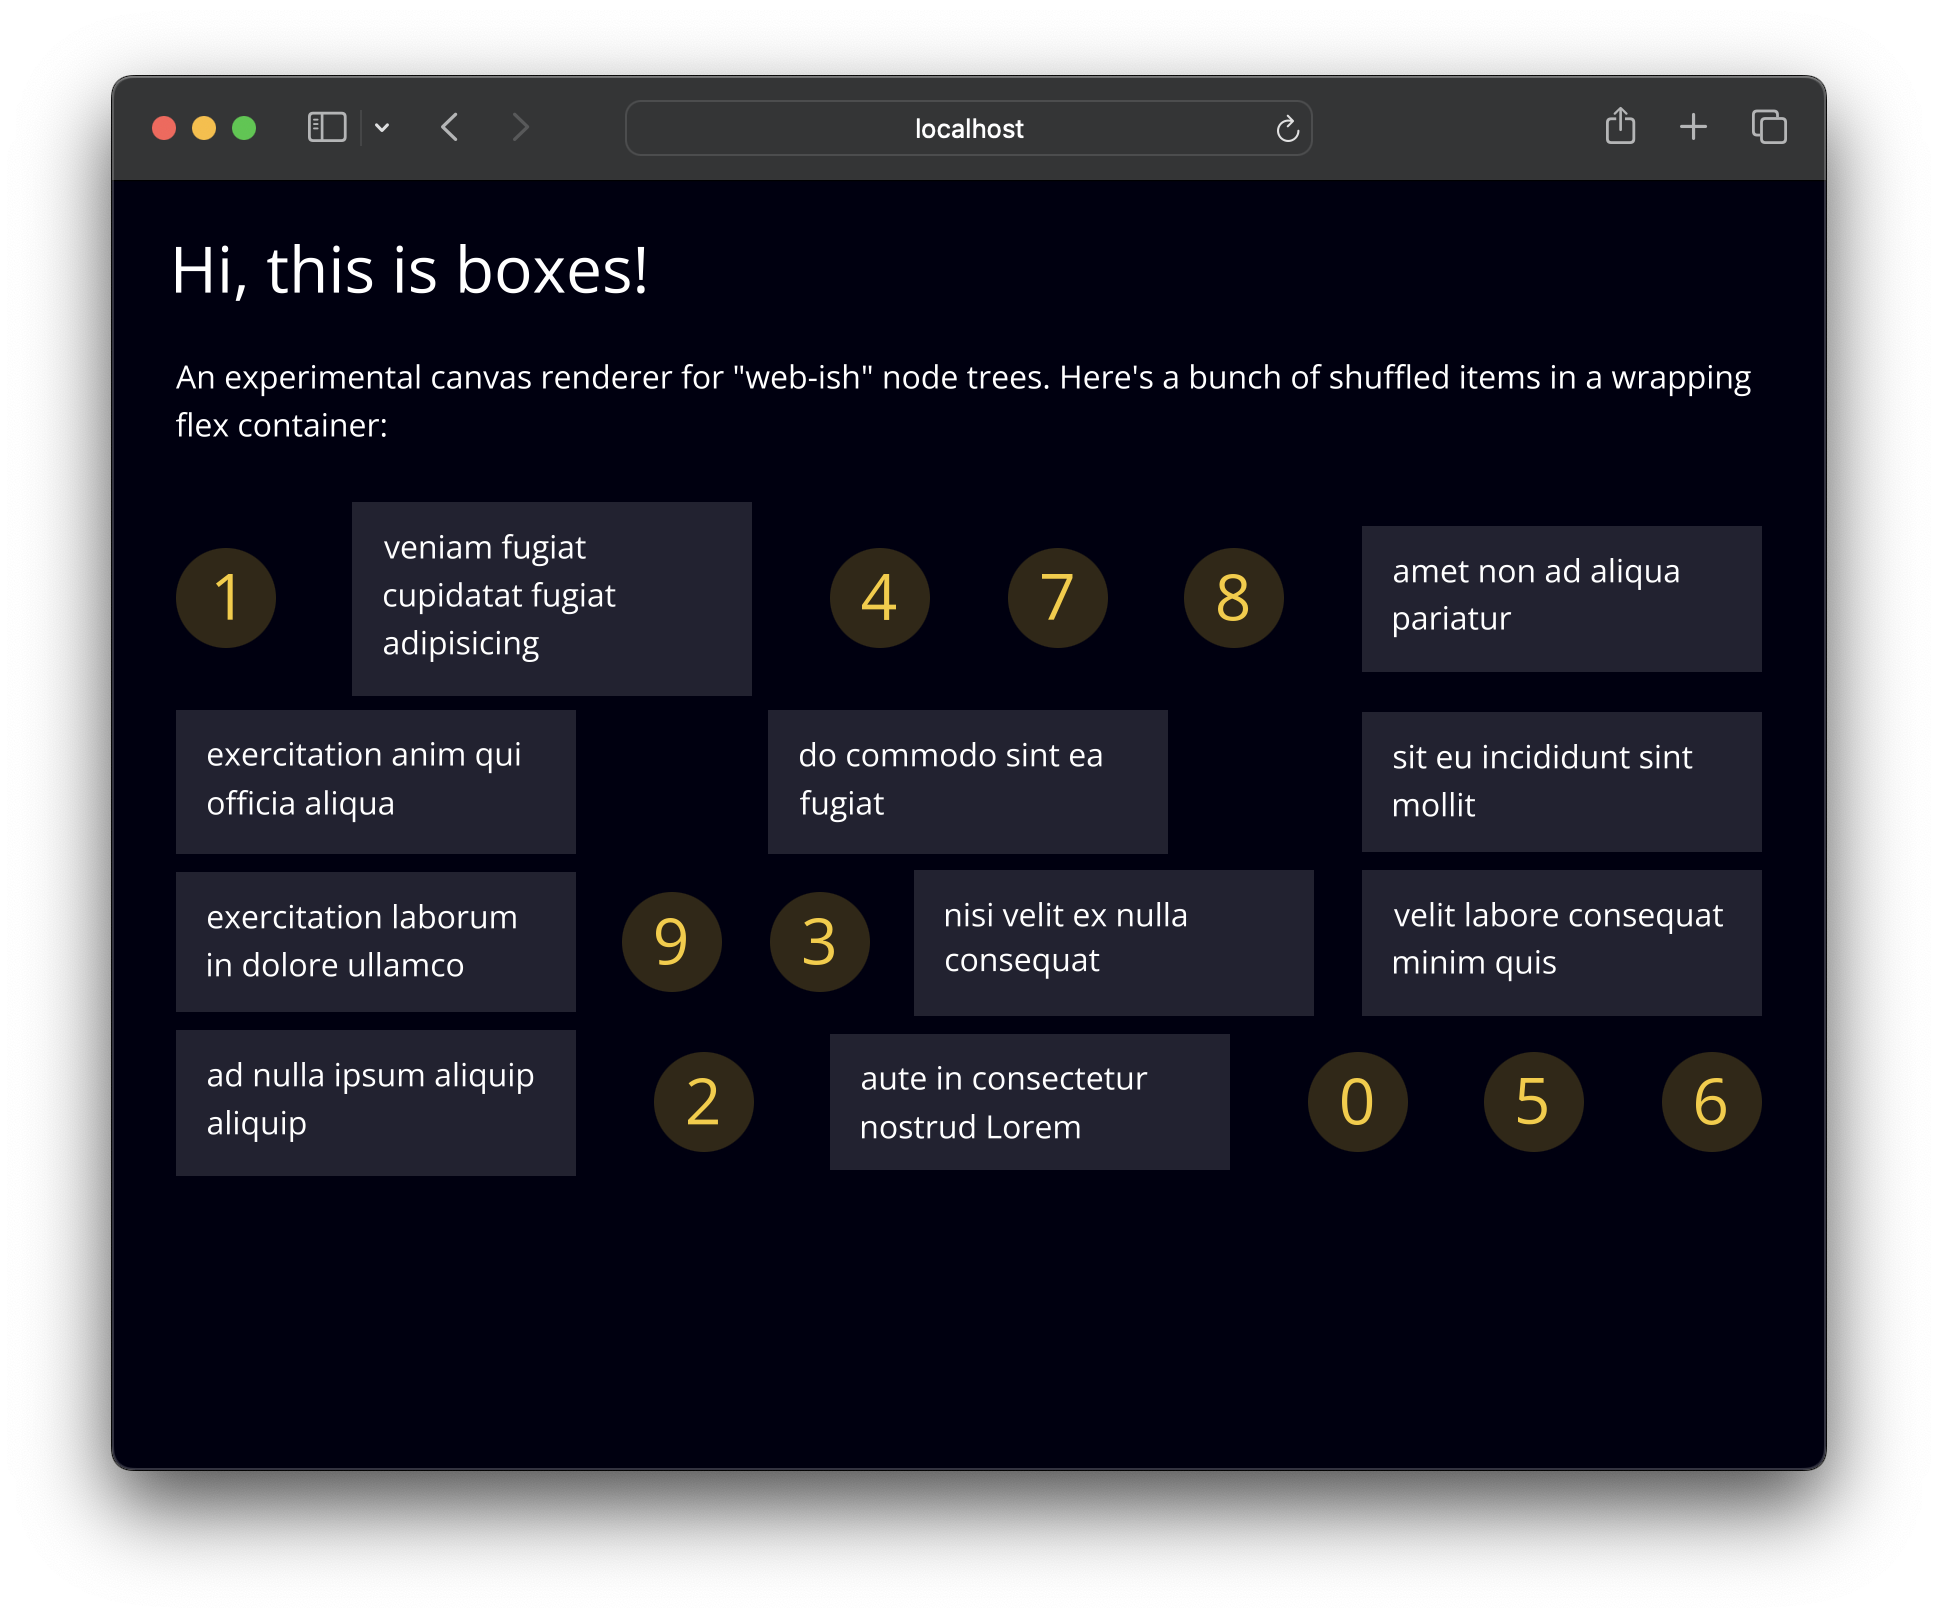 localhost
Hi, this is boxes!
An experimental canvas renderer for "web-ish" node trees. Here's a bunch of shuffled items in a wrapping
flex container:
1
veniam fugiat
cupidatat fugiat
adipisicing
4
7
8
amet non ad aliqua
pariatur
exercitation anim qui
officia aliqua
do commodo sint ea
fugiat
sit eu incididunt sint
mollit
exercitation laborum
in dolore ullamco
9
3
nisi velit ex nulla
consequat
velit labore consequat
minim quis
ad nulla ipsum aliquip
aliquip
2
aute in consectetur
nostrud Lorem
0
5
6